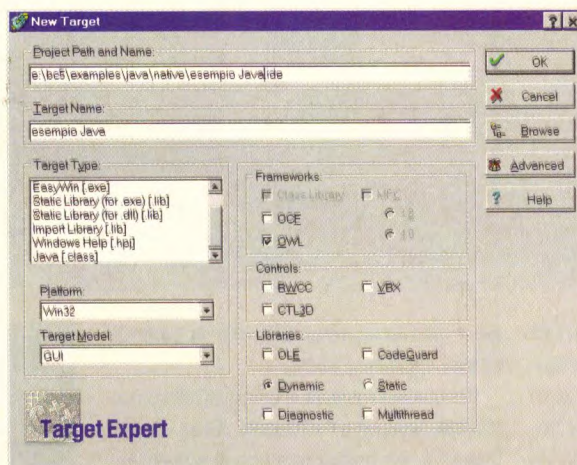 New Target
Project Path and Name:
e:\bc5\examples\java\native\esempio Java.ide
Target Name:
esempio Java
Target Type:
EasyWin [.exe]
Static Library (for .exe) [.lib]
Static Library (for .dll) [.lib]
Import Library [.lib]
Windows Help [.hpj]
Java [.class]
Platform:
Win32
Target Model:
GUI
Target Expert
Frameworks:
Class Library
MFC
OCF
OWL
Controls:
BWCC
VBX
CTL3D
Libraries:
OLE
CodeGuard
Dynamic
Static
Diagnostic
Multithread
OK
Cancel
Browse
Advanced
Help